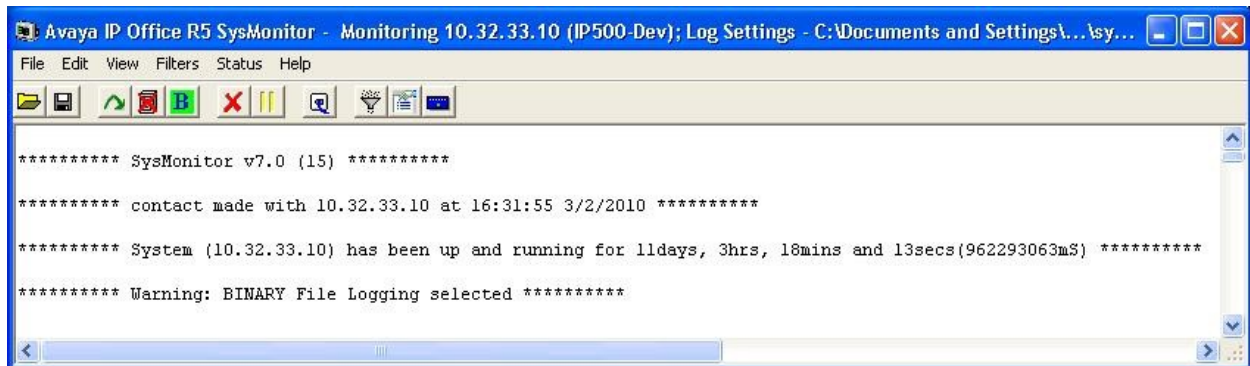 Avaya IP Office R5 SysMonitor - Monitoring 10.32.33.10 (IP500-Dev); Log Settings - C:\Documents and Settings\...\sy...
File Edit View Filters Status Help
B
********** SysMonitor v7.0 (15) **********
********** contact made with 10.32.33.10 at 16:31:55 3/2/2010 **********
********** System (10.32.33.10) has been up and running for 11days, 3hrs, 18mins and 13secs(962293063mS) **********
********** Warning: BINARY File Logging selected **********